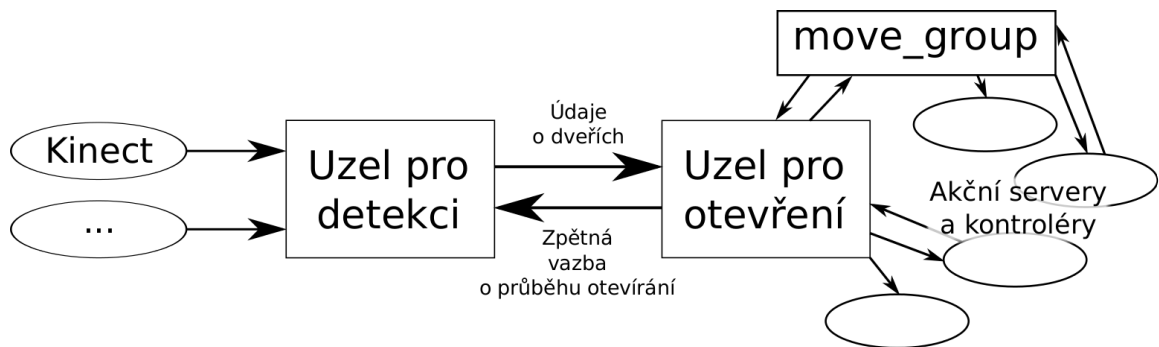 move_group
Údaje
o dveřích
Kinect
Uzel pro
detekci
Uzel pro
otevření
...
Zpětná
vazba
o průběhu otevírání
Akční servery
a kontroléry